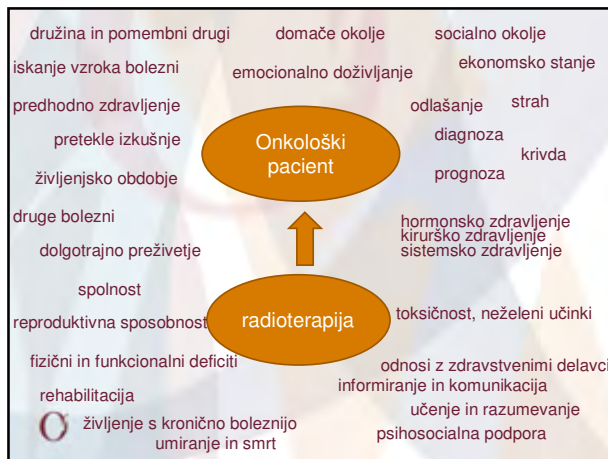 družina in pomembni drugi
domače okolje
socialno okolje
iskanje vzroka bolezni
emocionalno doživljanje
ekonomsko stanje
predhodno zdravljenje
odlašanje
strah
pretekle izkušnje
Onkološki
pacient
diagnoza
krivda
življenjsko obdobje
prognoza
druge bolezni
hormonsko zdravljenje
kirurško zdravljenje
sistemsko zdravljenje
dolgotrajno preživetje
spolnost
reproduktivna sposobnost
radioterapija
toksičnost, neželeni učinki
fizični in funkcionalni deficiti
odnosi z zdravstvenimi delavci
informiranje in komunikacija
rehabilitacija
učenje in razumevanje
življenje s kronično boleznijo
psihosocialna podpora
umiranje in smrt